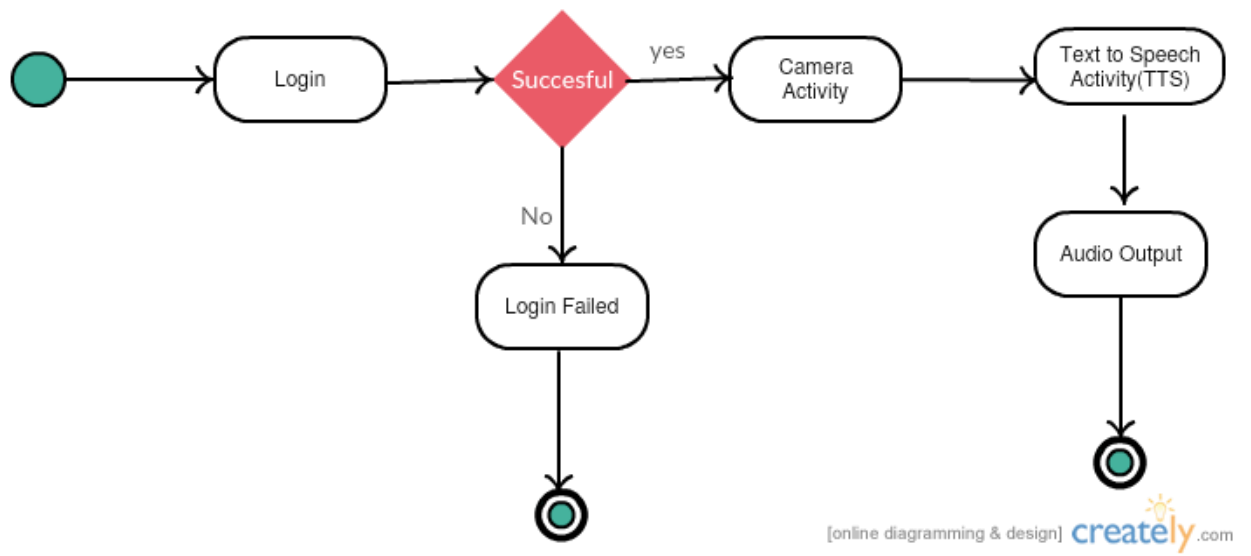 Login
Succesful
yes
Camera
Activity
Text to Speech
Activity(TTS)
No
Login Failed
Audio Output
[online diagramming & design] creately.com